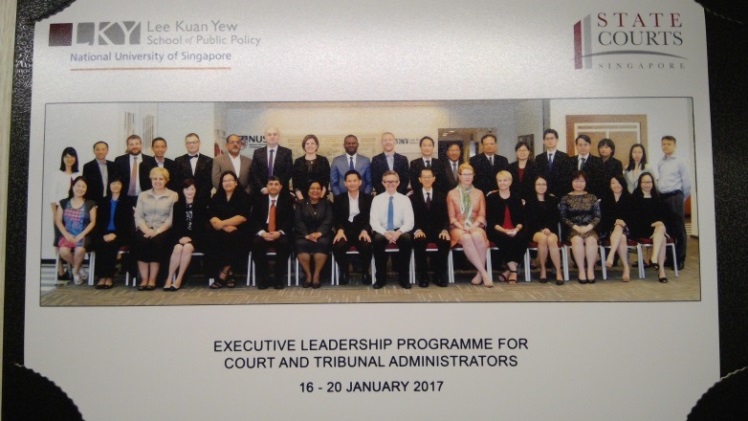 LKY Lee Kuan Yew
School of Public Policy
National University of Singapore
STATE
COURTS
SINGAPORE
NUS
EXECUTIVE LEADERSHIP PROGRAMME FOR
COURT AND TRIBUNAL ADMINISTRATORS
16 - 20 JANUARY 2017